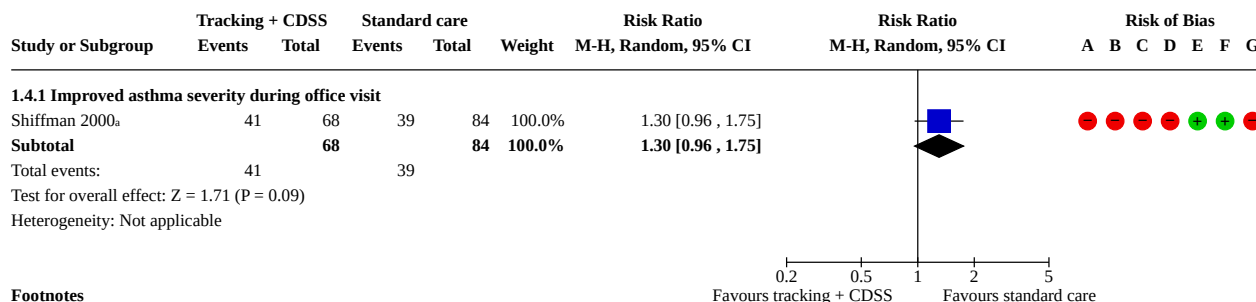 Tracking + CDSS Standard care Risk Ratio Risk Ratio Risk of Bias
Study or Subgroup Events Total Events Total Weight M-H, Random, 95% CI M-H, Random, 95% CI A B C D E F G
1.4.1 Improved asthma severity during office visit
Shiffman 2000a 41 68 39 84 100.0% 1.30 [0.96 , 1.75] − − − − + + −
Subtotal 68 84 100.0% 1.30 [0.96 , 1.75]
Total events: 41 39
Test for overall effect: Z = 1.71 (P = 0.09)
Heterogeneity: Not applicable
0.2 0.5 1 2 5
Footnotes Favours tracking + CDSS Favours standard care